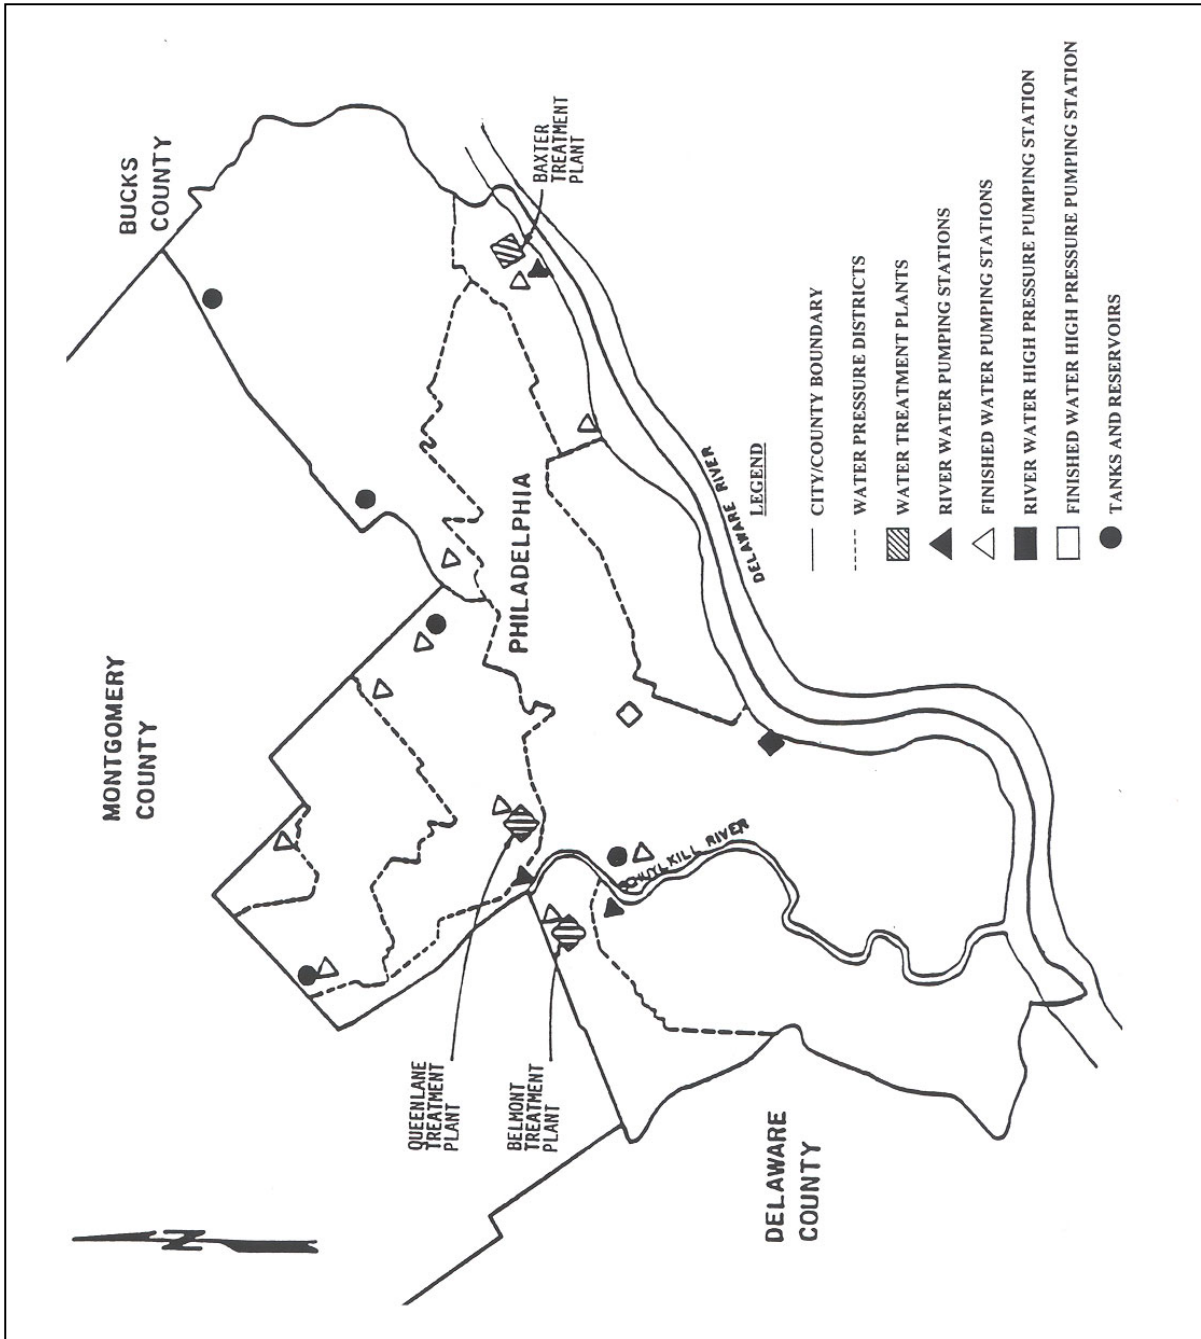 BUCKS
COUNTY
MONTGOMERY
COUNTY
BAXTER
TREATMENT
PLANT
PHILADELPHIA
QUEENLANE
TREATMENT
PLANT
BELMONT
TREATMENT
PLANT
SCHUYLKILL RIVER
DELAWARE RIVER
DELAWARE
COUNTY
N
LEGEND
CITY/COUNTY BOUNDARY
WATER PRESSURE DISTRICTS
WATER TREATMENT PLANTS
RIVER WATER PUMPING STATIONS
FINISHED WATER PUMPING STATIONS
RIVER WATER HIGH PRESSURE PUMPING STATION
FINISHED WATER HIGH PRESSURE PUMPING STATION
TANKS AND RESERVOIRS